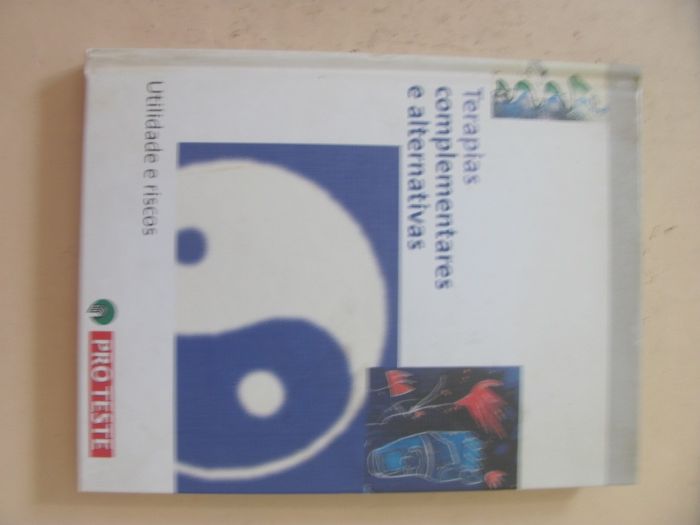 Terapias
complementares
e alternativas
Utilidade e riscos
PRO TESTE